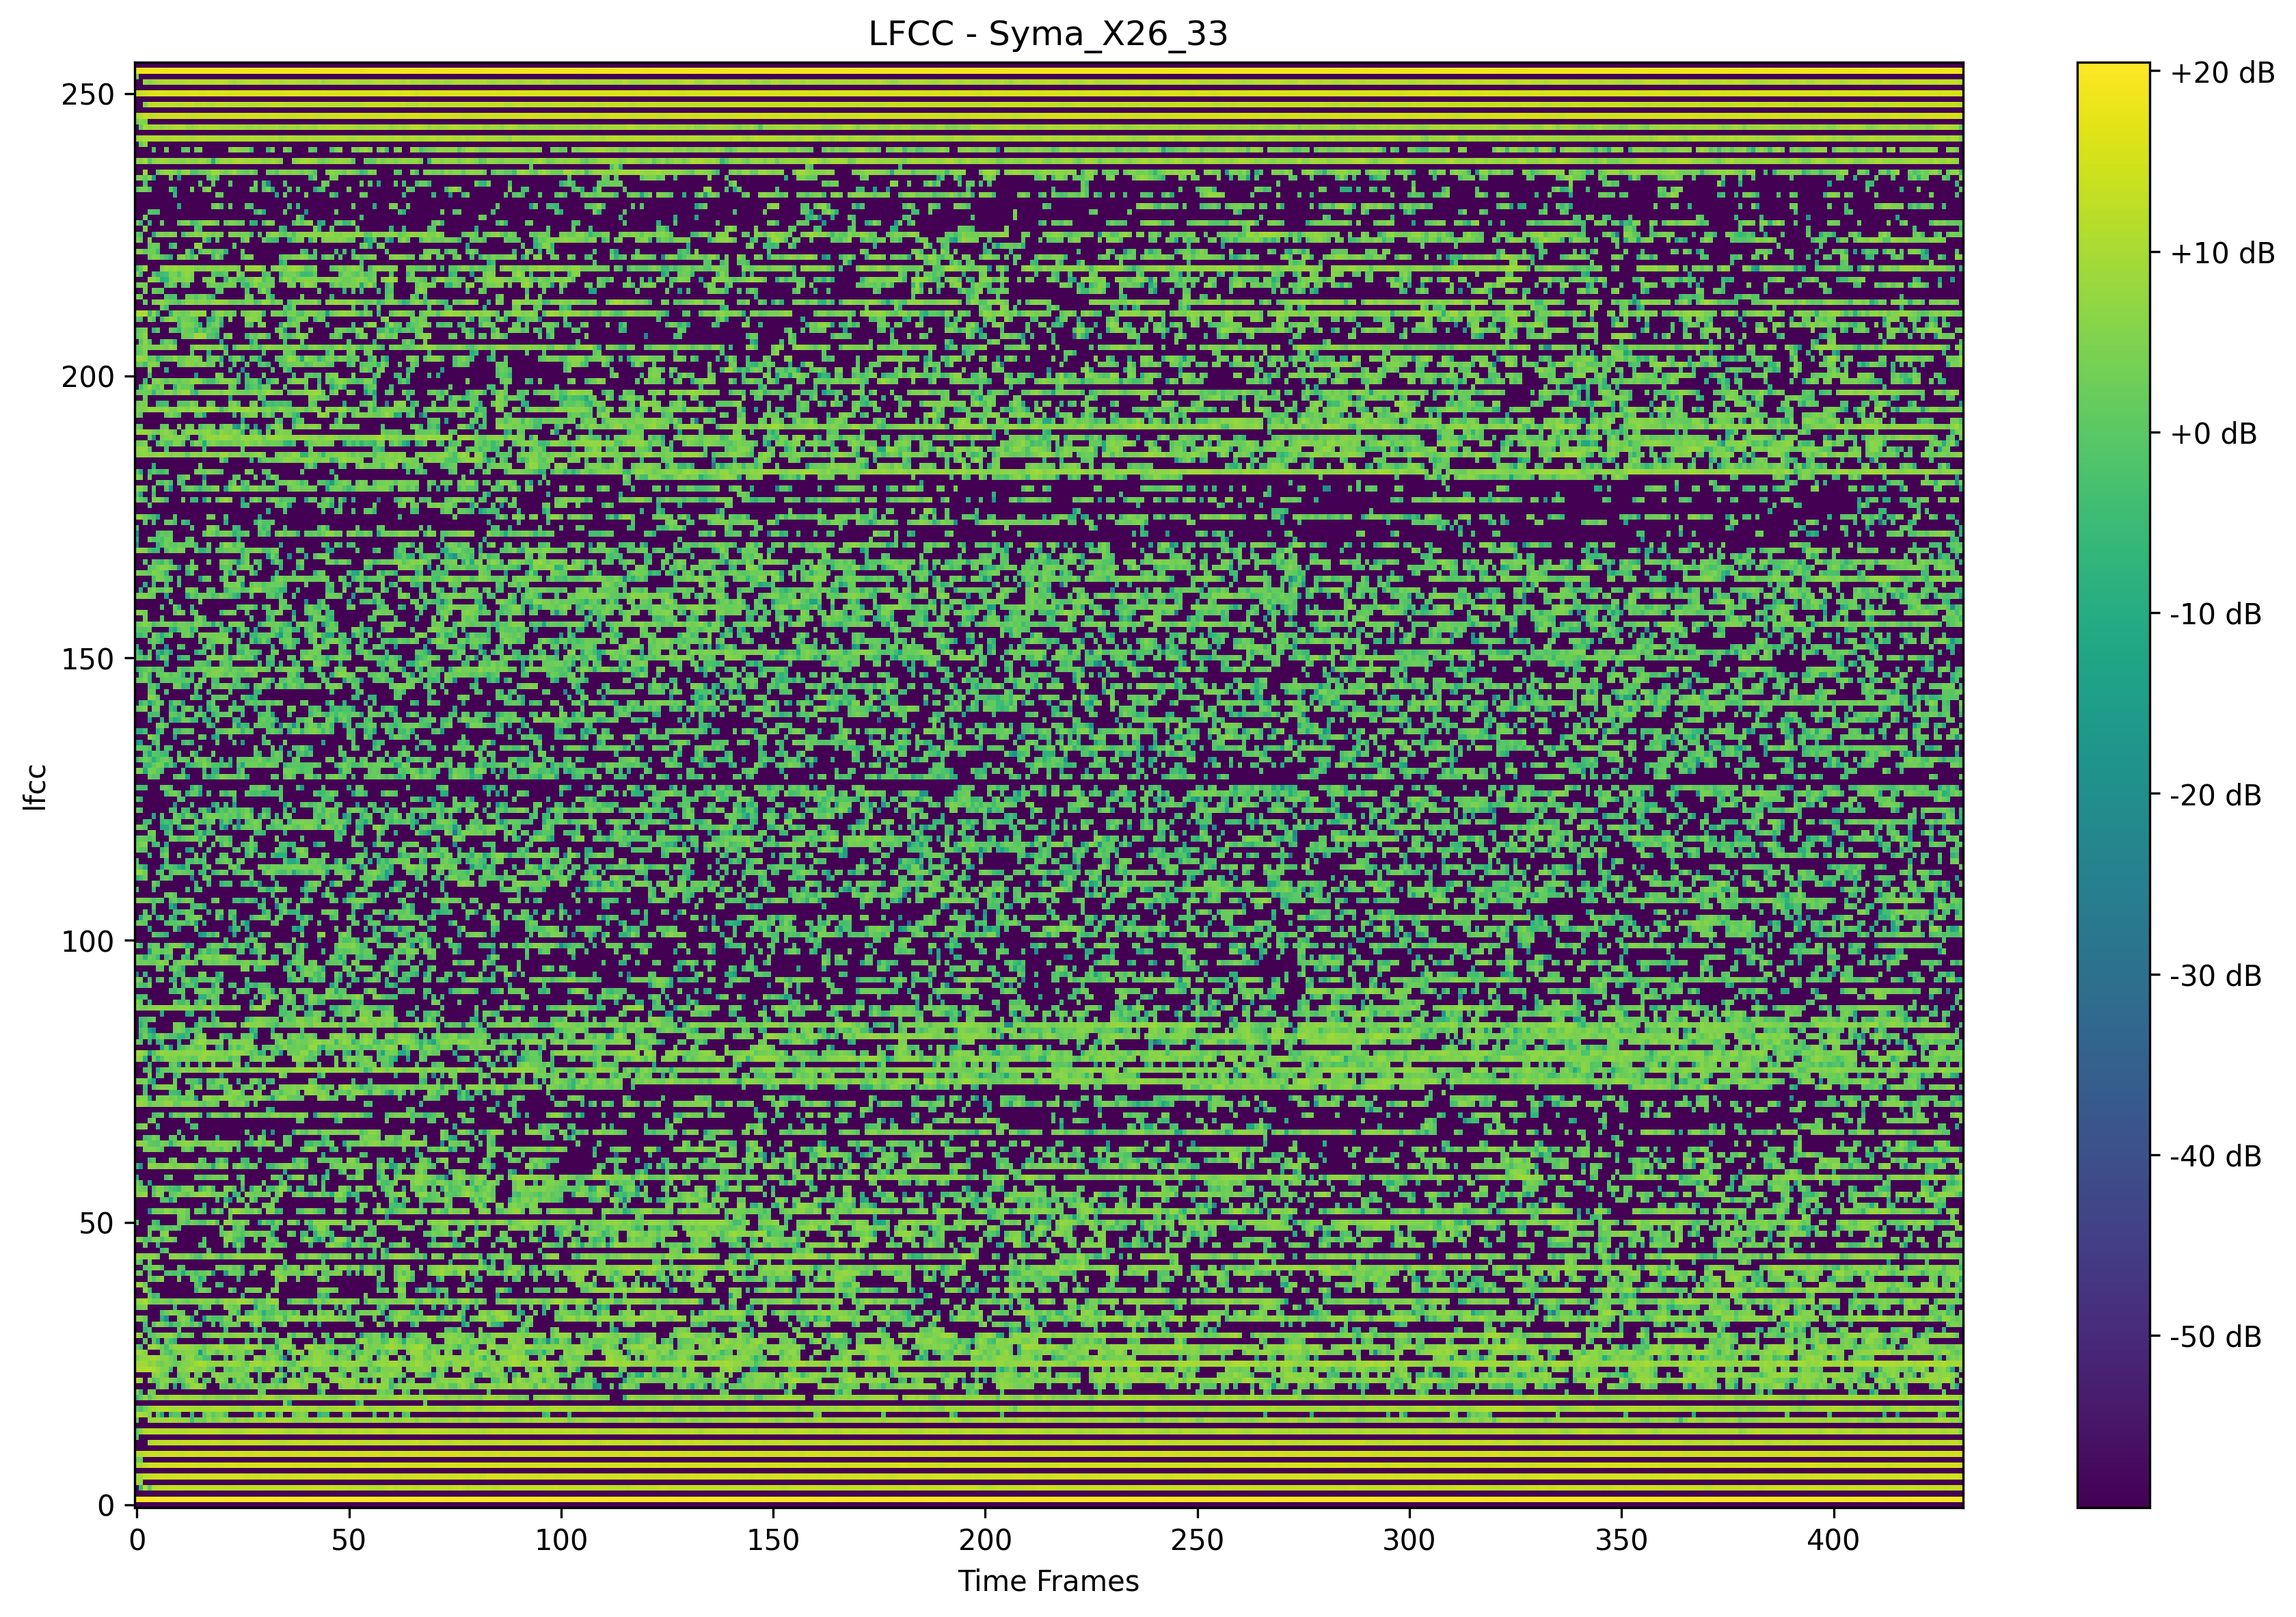 LFCC - Syma_X26_33
lfcc
250
200
150
100
50
0
0 50 100 150 200 250 300 350 400
Time Frames
+20 dB
+10 dB
+0 dB
-10 dB
-20 dB
-30 dB
-40 dB
-50 dB